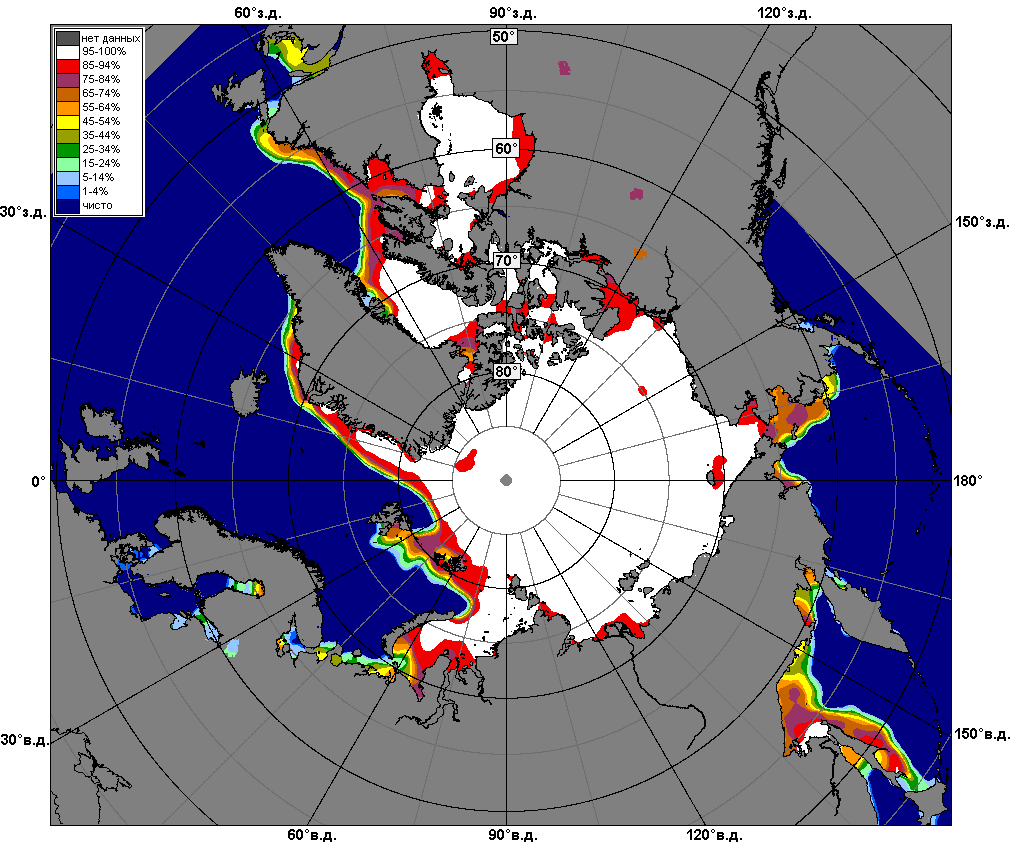 60°з.д.
90°з.д.
120°з.д.
нет данных
95-100%
85-94%
75-84%
65-74%
55-64%
45-54%
35-44%
25-34%
15-24%
5-14%
1-4%
чисто
50°
60°
30°з.д.
150°з.д.
70°
80°
0°
180°
30°в.д.
150°в.д.
60°в.д.
90°в.д.
120°в.д.